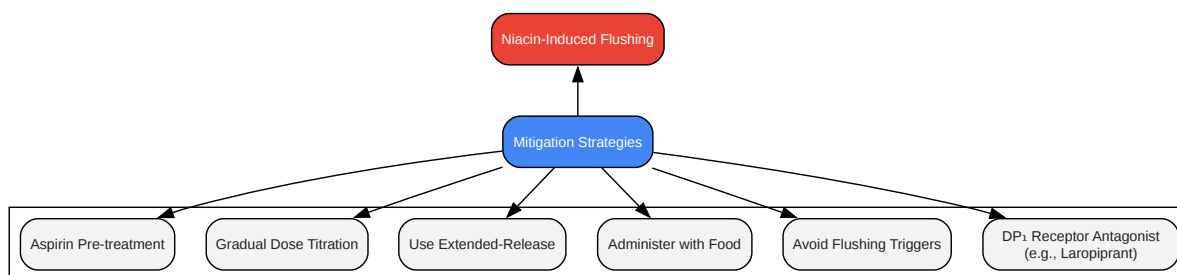 Niacin-Induced Flushing
Mitigation Strategies
Aspirin Pre-treatment
Gradual Dose Titration
Use Extended-Release
Administer with Food
Avoid Flushing Triggers
DP₁ Receptor Antagonist
(e.g., Laropiprant)